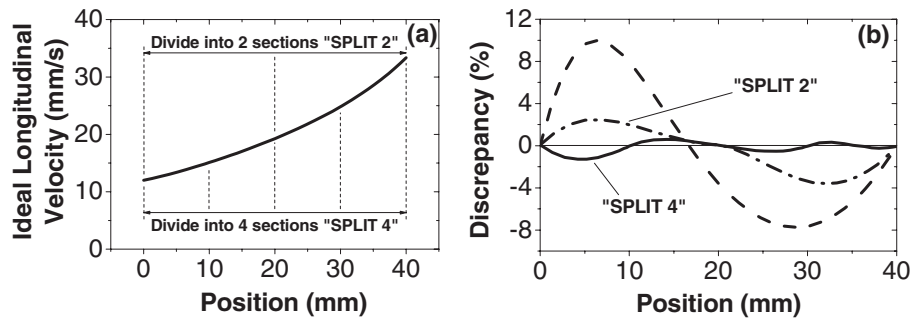 40
30
20
10
0
Ideal Longitudinal
Velocity (mm/s)
Divide into 2 sections "SPLIT 2"
(a)
Divide into 4 sections "SPLIT 4"
0 10 20 30 40
Position (mm)
12
8
4
0
-4
-8
Discrepancy (%)
(b)
"SPLIT 2"
"SPLIT 4"
0 10 20 30 40
Position (mm)